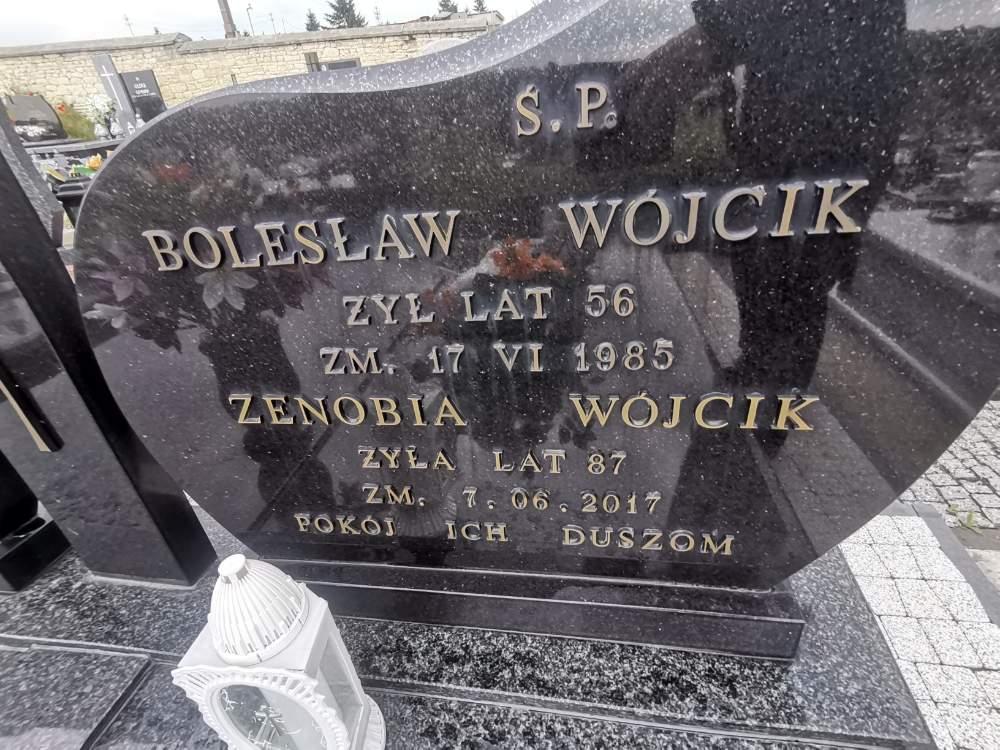 Ś.P.
BOLESŁAW WÓJCIK
ŻYŁ LAT 56
ZM. 17 VI 1985
ZENOBIA WÓJCIK
ŻYŁA LAT 87
ZM. 7.06.2017
POKÓJ ICH DUSZOM